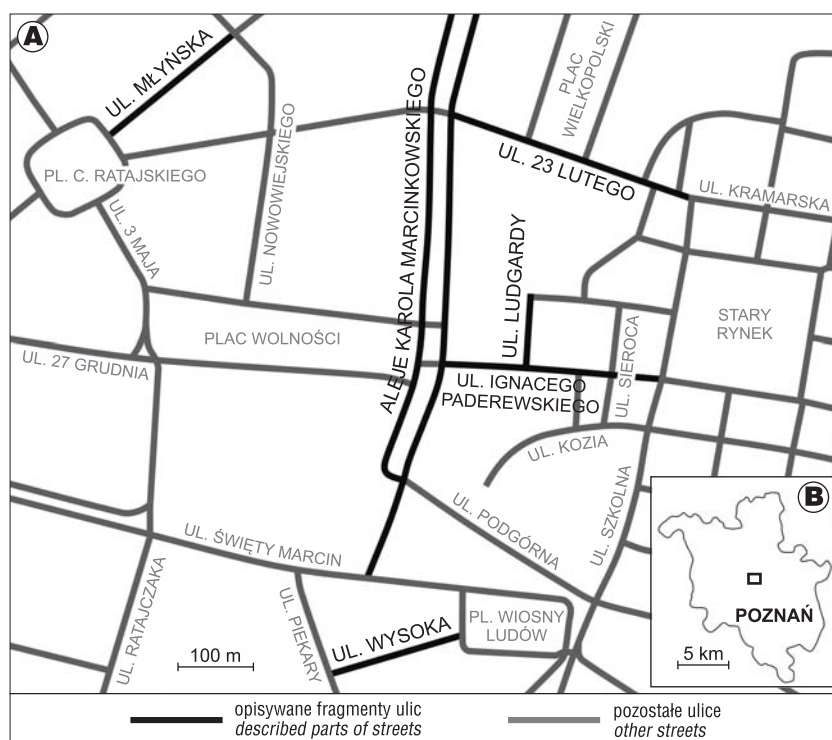 A
UL. MŁYŃSKA
PL. C. RATAJSKIEGO
UL. 3 MAJA
UL. NOWOWIEJSKIEGO
ALEJE KAROLA MARCINKOWSKIEGO
PLAC
WIELKOPOLSKI
UL. 23 LUTEGO
UL. KRAMARSKA
UL. LUDGARDY
STARY
RYNEK
PLAC WOLNOŚCI
UL. SIEROCA
UL. 27 GRUDNIA
UL. IGNACEGO
PADEREWSKIEGO
UL. KOZIA
UL. PODGÓRNA
UL. SZKOLNA
UL. ŚWIĘTY MARCIN
UL. RATAJCZAKA
UL. PIEKARY
UL. WYSOKA
PL. WIOSNY
LUDÓW
100 m
B
POZNAŃ
5 km
opisywane fragmenty ulic
described parts of streets
pozostałe ulice
other streets